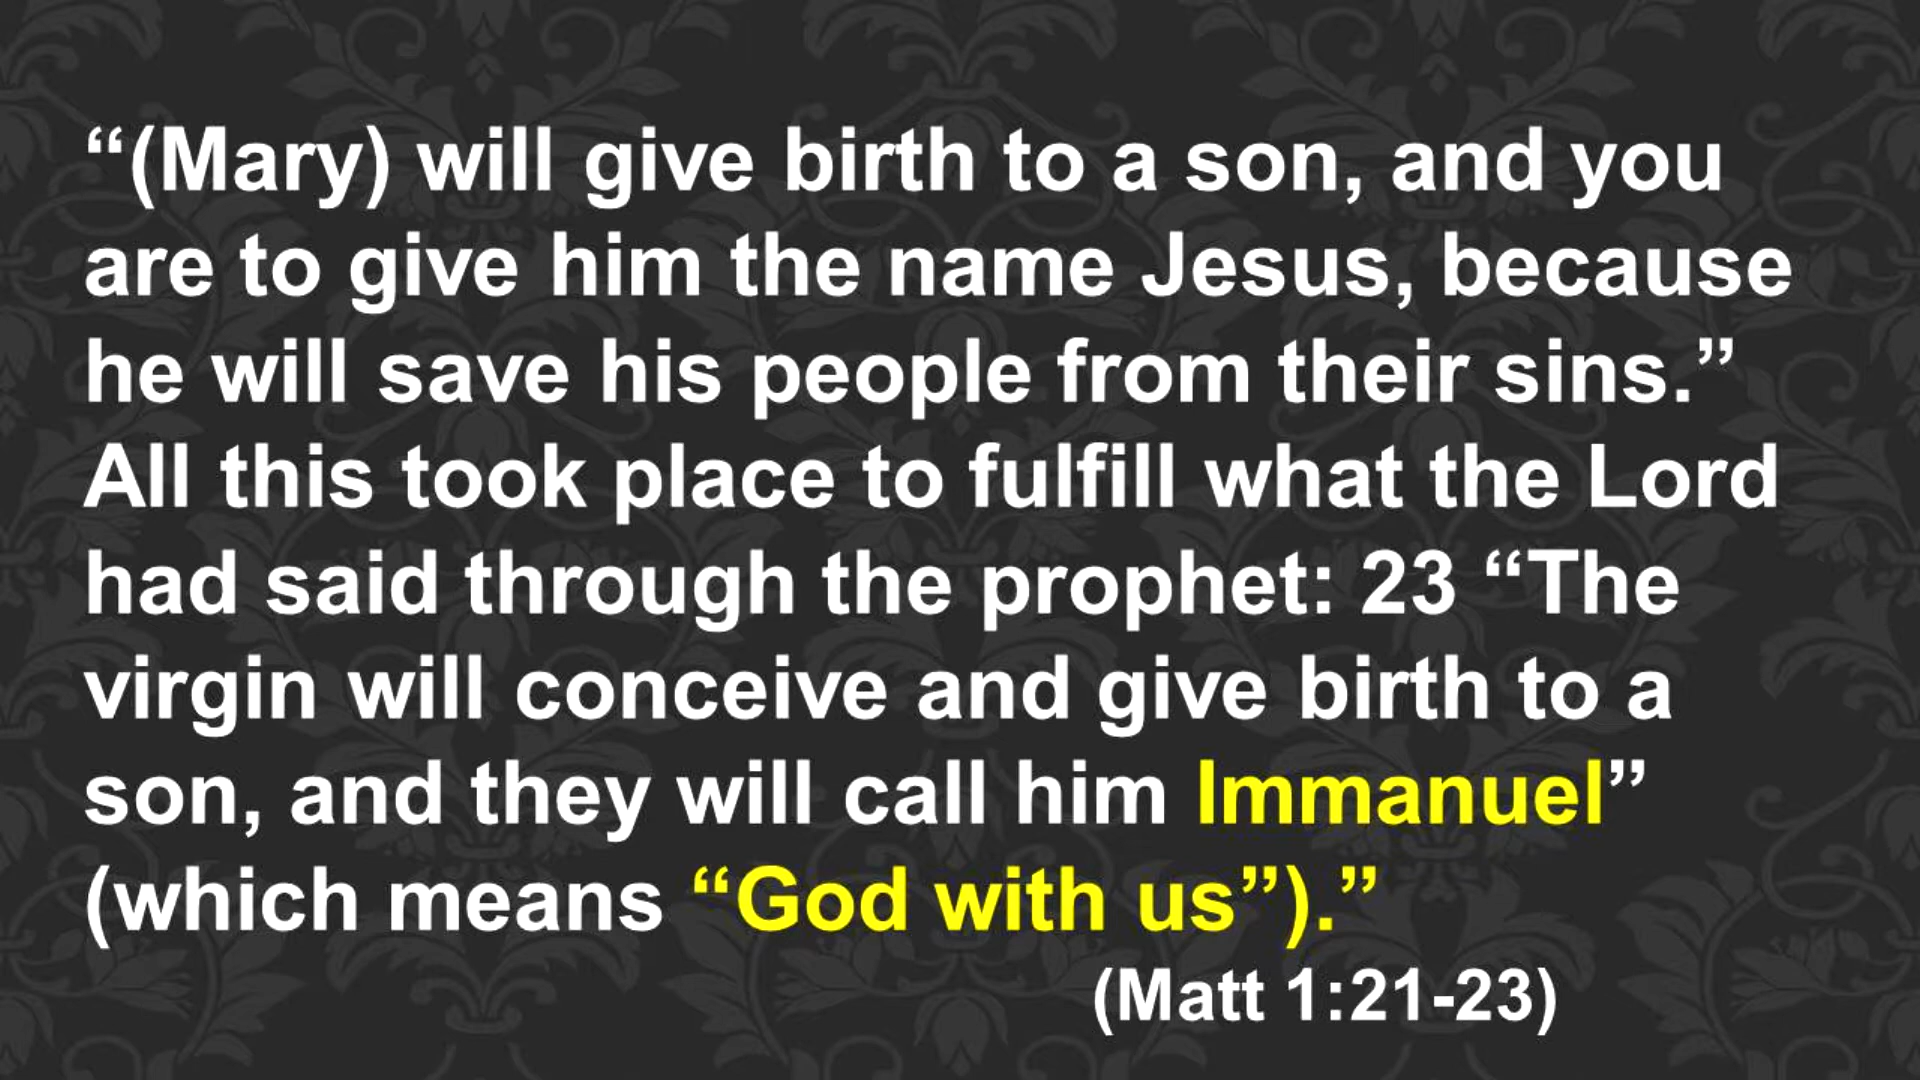 “(Mary) will give birth to a son, and you
are to give him the name Jesus, because
he will save his people from their sins.”
All this took place to fulfill what the Lord
had said through the prophet: 23 “The
virgin will conceive and give birth to a
son, and they will call him Immanuel”
(which means “God with us”).”
(Matt 1:21-23)